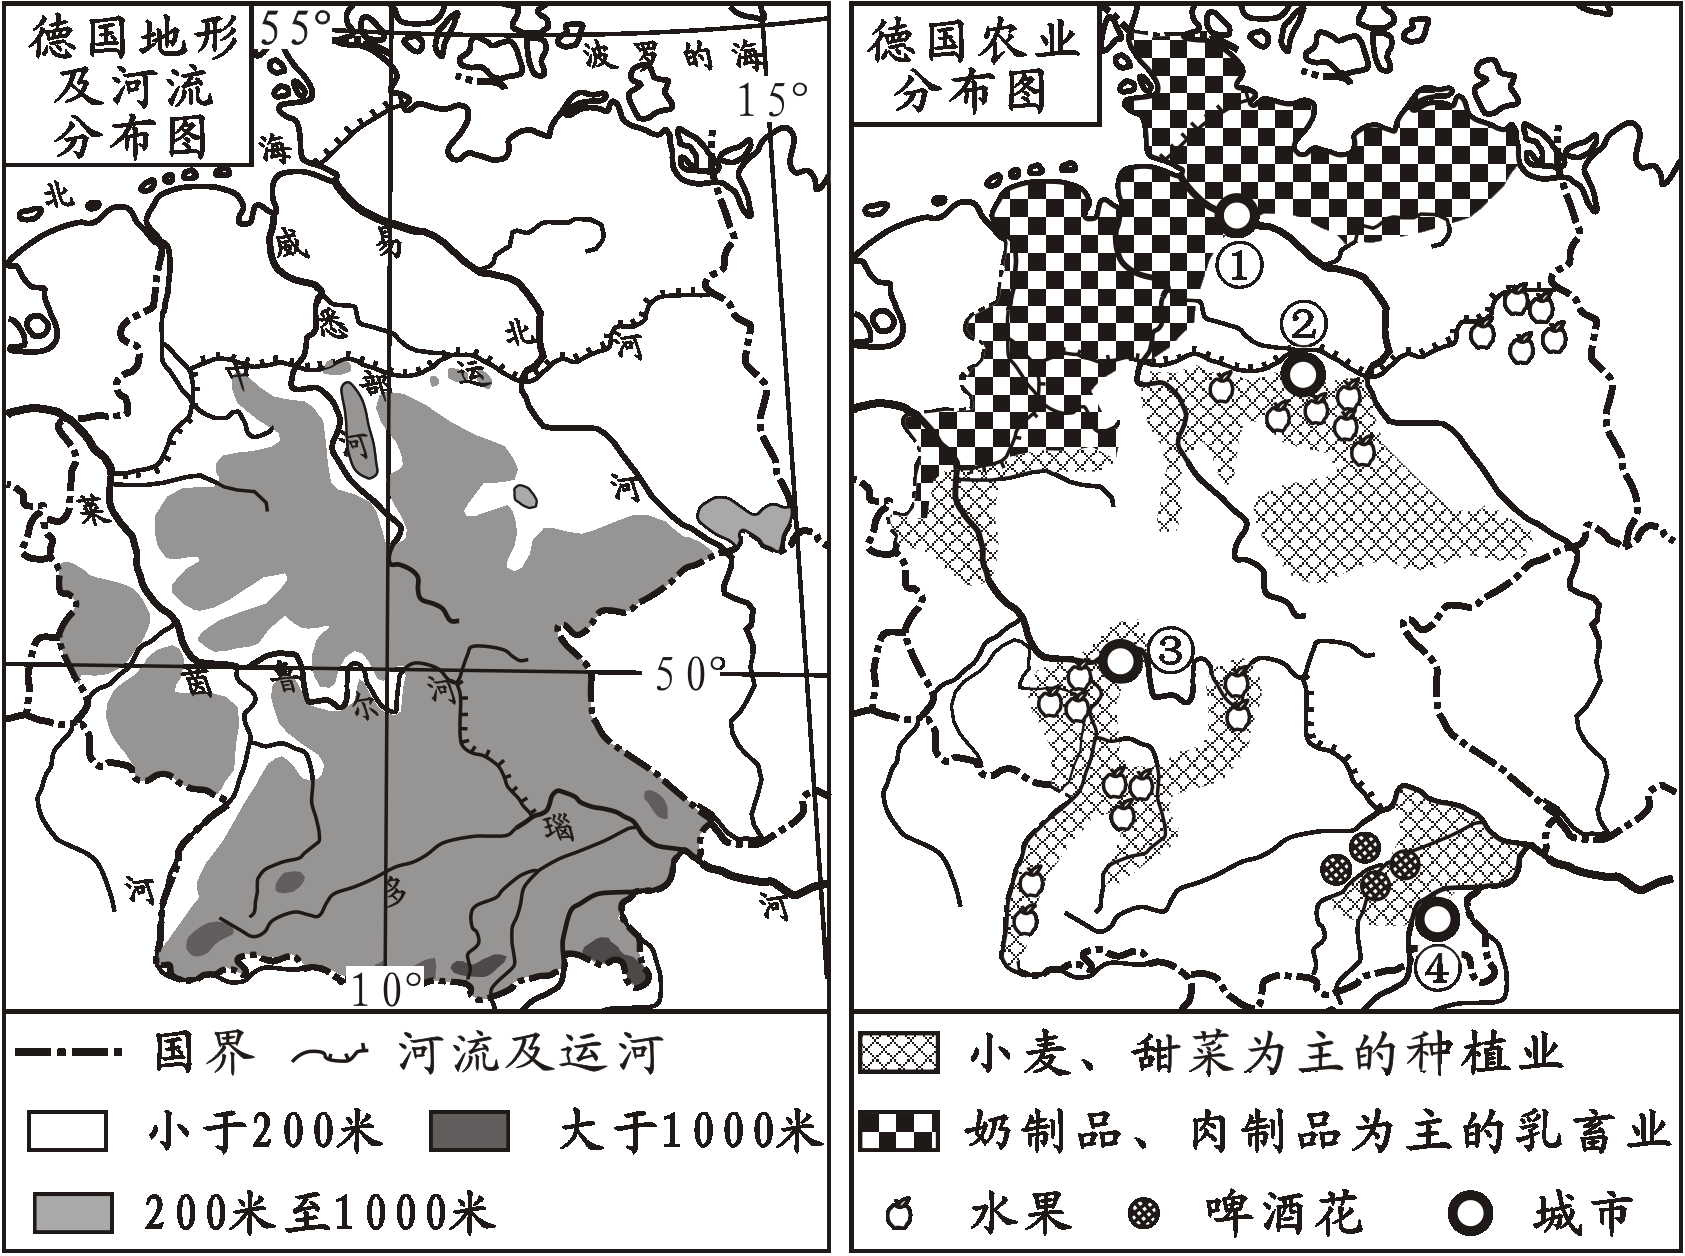 德国地形
及河流
分布图
55°
波罗的海
15°
北
海
威
悉
河
易
北
河
中
部
运
河
莱
茵
河
50°
鲁
尔
河
瑙
多
河
10°
国界
河流及运河
小于200米
大于1000米
200米至1000米
德国农业
分布图
①
②
③
④
小麦、甜菜为主的种植业
奶制品、肉制品为主的乳畜业
水果
啤酒花
城市